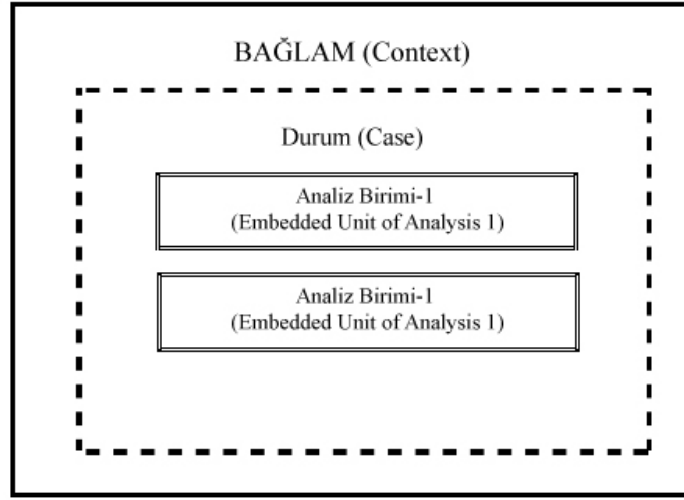 BAĞLAM (Context)
Durum (Case)
Analiz Birimi-1
(Embedded Unit of Analysis 1)
Analiz Birimi-1
(Embedded Unit of Analysis 1)